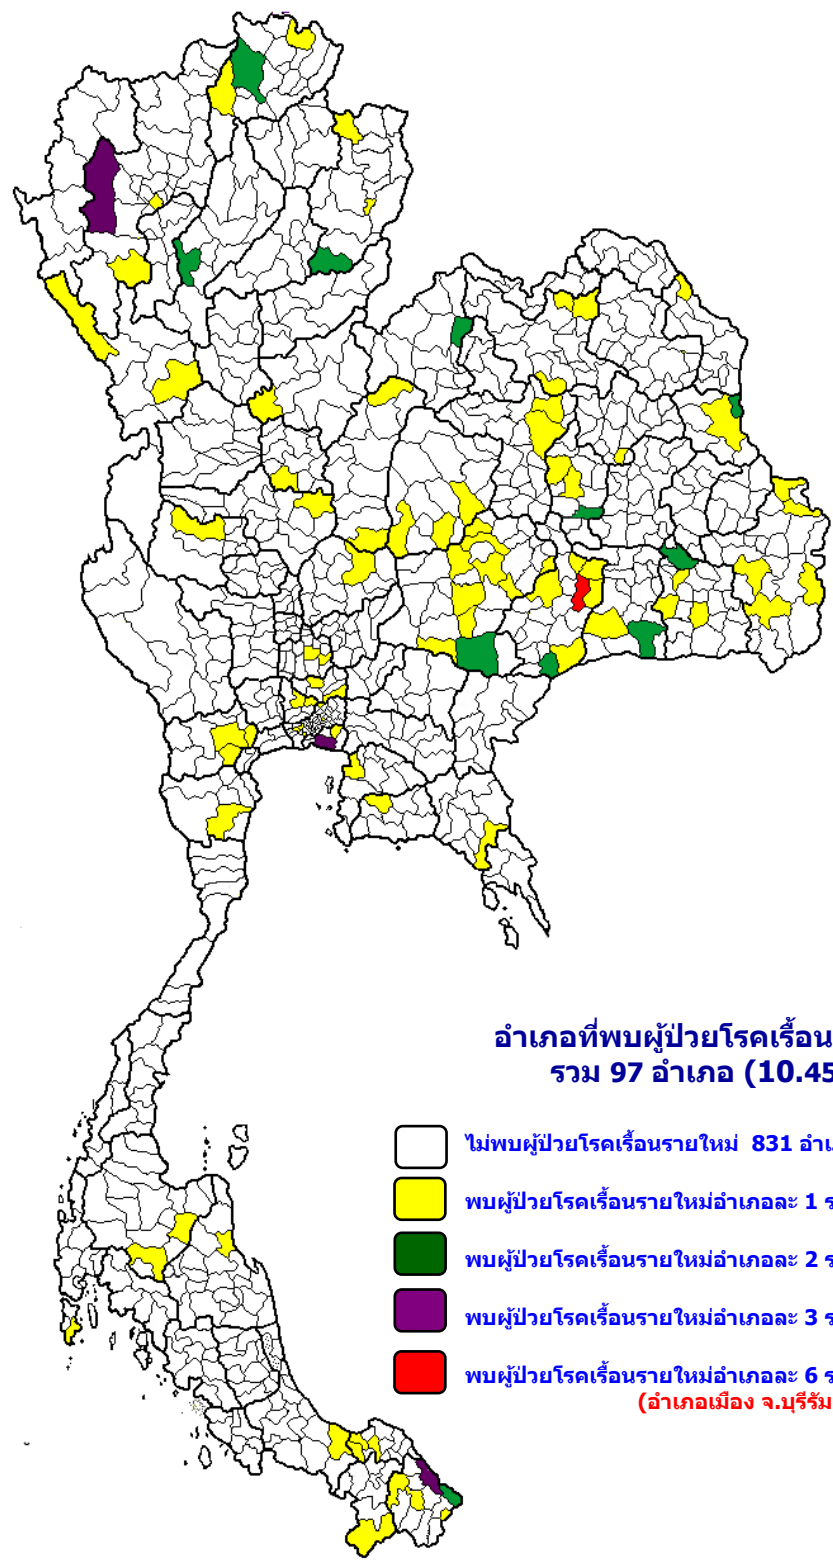 อำเภอที่พบผู้ป่วยโรคเรื้อน
รวม 97 อำเภอ (10.45
ไม่พบผู้ป่วยโรคเรื้อนรายใหม่ 831 อำเ
พบผู้ป่วยโรคเรื้อนรายใหม่อำเภอละ 1 ร
พบผู้ป่วยโรคเรื้อนรายใหม่อำเภอละ 2 ร
พบผู้ป่วยโรคเรื้อนรายใหม่อำเภอละ 3 ร
พบผู้ป่วยโรคเรื้อนรายใหม่อำเภอละ 6 ร
(อำเภอเมือง จ.บุรีรัม